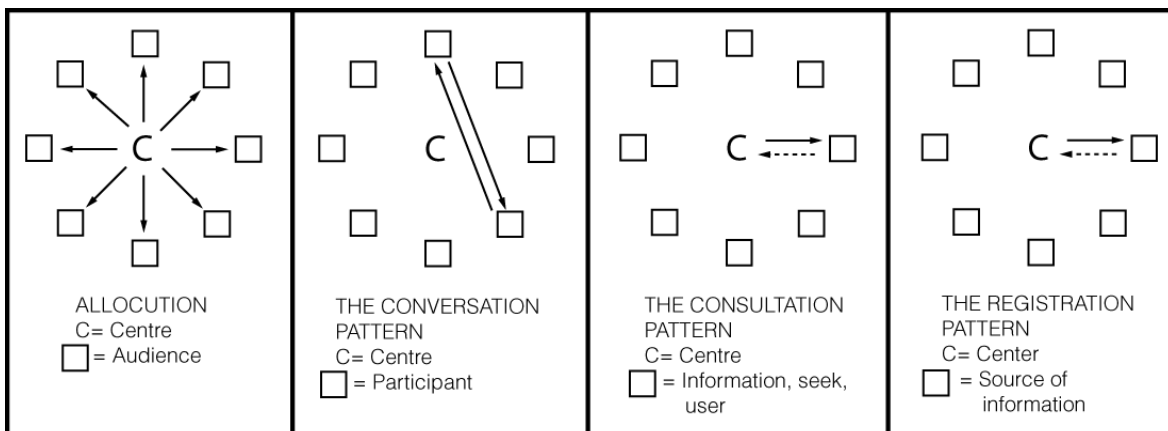 C
ALLOCUTION
C= Centre
= Audience
C
THE CONVERSATION
PATTERN
C= Centre
= Participant
C
THE CONSULTATION
PATTERN
C= Centre
= Information, seek,
user
C
THE REGISTRATION
PATTERN
C= Center
= Source of
information